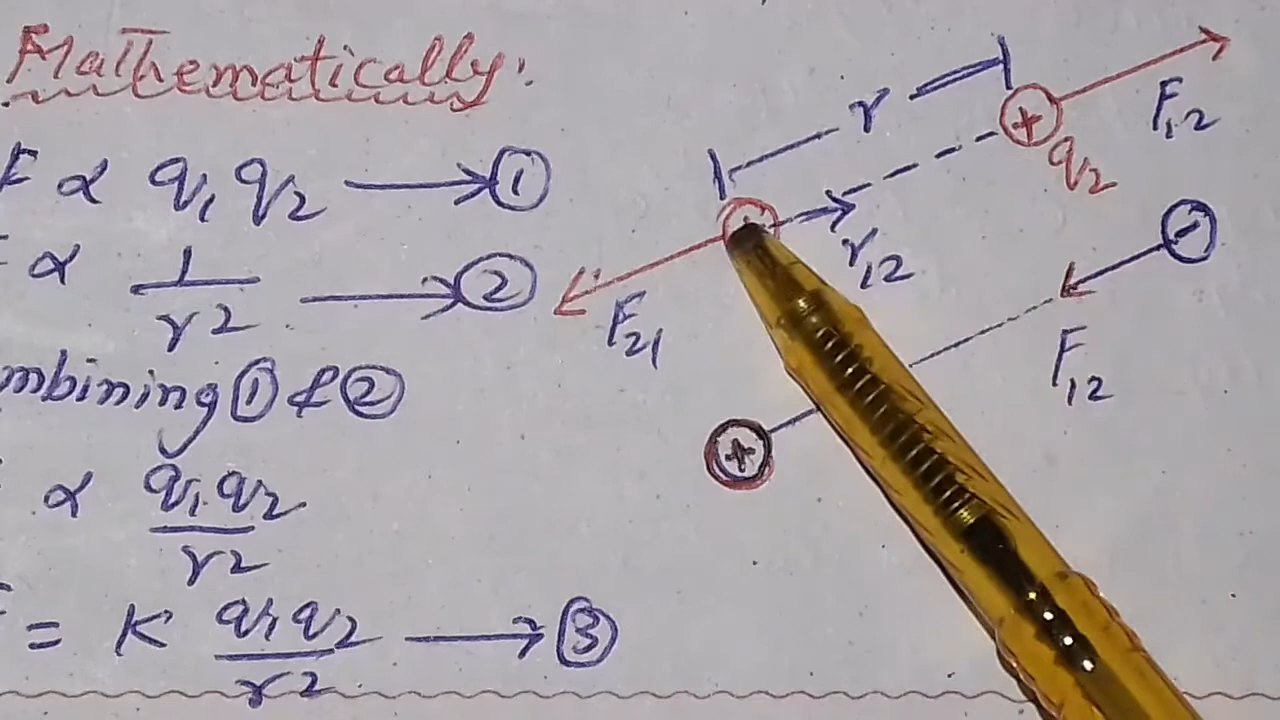 Mathematically:
F ∝ q₁ q₂ ⟶ ①
∝ 1/r² ⟶ ②
mbining ① & ②
∝ q₁q₂/r²
= K q₁q₂/r² ⟶ ③
r
+
F₁₂
q₂
r₁₂
F₂₁
-
F₁₂
+